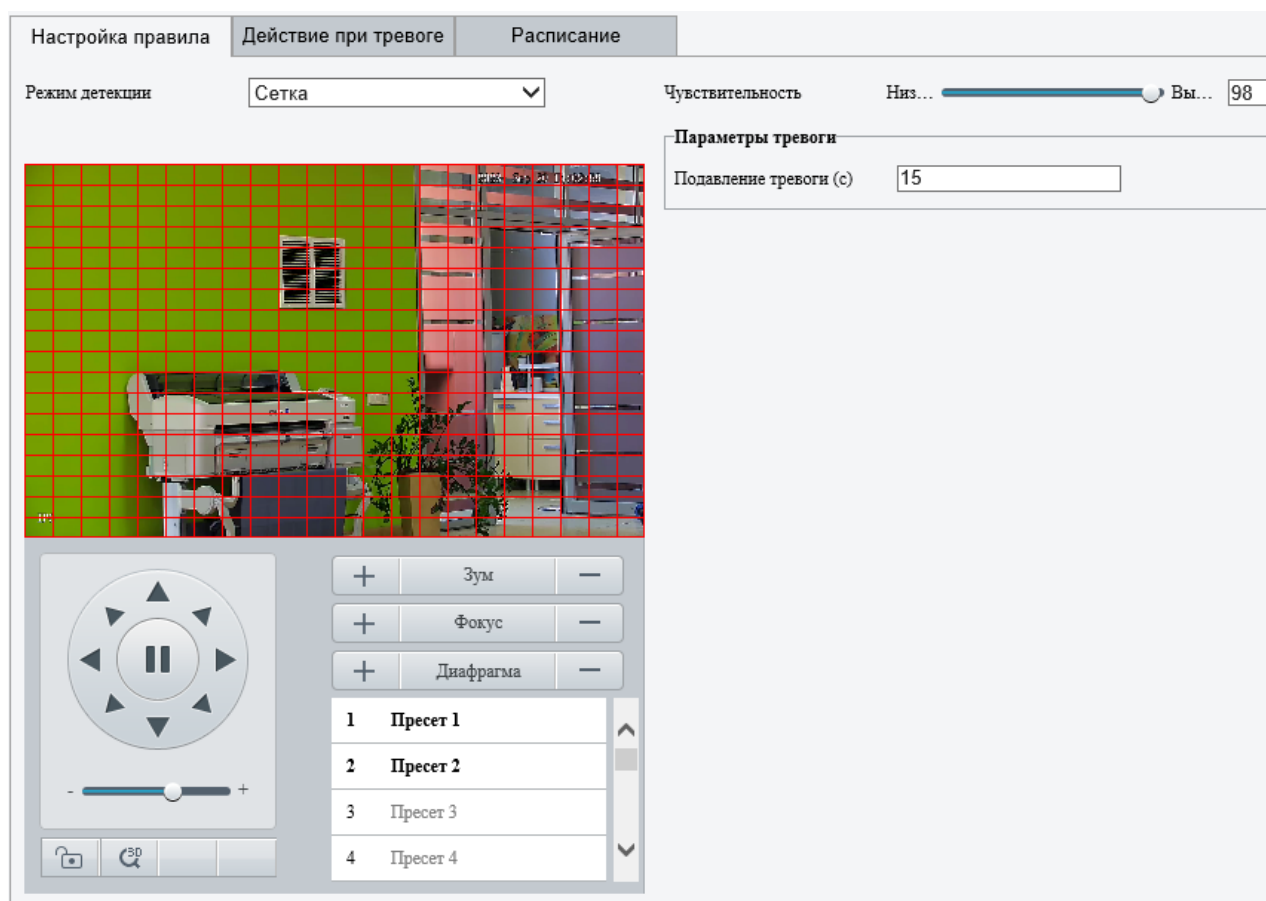 Настройка правила
Действие при тревоге
Расписание
Режим детекции
Сетка
Чувствительность
Низ...
Вы...
98
Параметры тревоги
Подавление тревоги (с)
15
+ Зум —
+ Фокус —
+ Диафрагма —
1 Пресет 1
2 Пресет 2
3 Пресет 3
4 Пресет 4
- +
3D